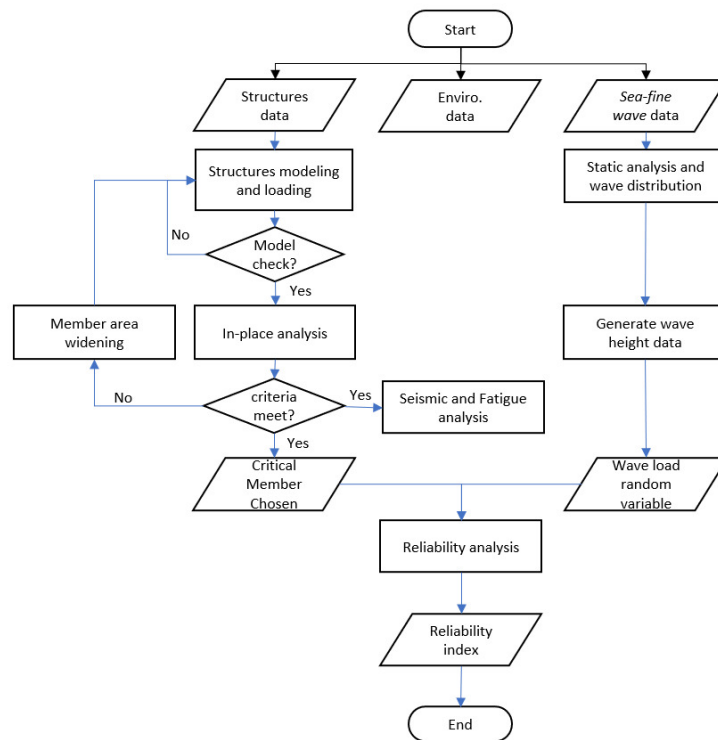 Start
Structures
data
Enviro.
data
Sea-fine
wave data
Structures modeling
and loading
Static analysis and
wave distribution
No
Model
check?
Yes
Member area
widening
In-place analysis
Generate wave
height data
No
criteria
meet?
Yes
Seismic and Fatigue
analysis
Yes
Critical
Member
Chosen
Wave load
random
variable
Reliability analysis
Reliability
index
End